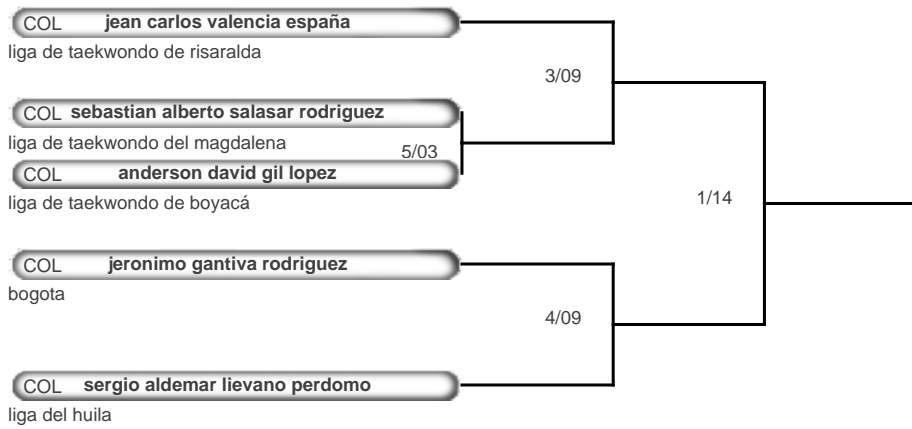 COL jean carlos valencia españa
liga de taekwondo de risaralda
3/09
COL sebastian alberto salasar rodriguez
liga de taekwondo del magdalena
5/03
COL anderson david gil lopez
liga de taekwondo de boyacá
1/14
COL jeronimo gantiva rodriguez
bogota
4/09
COL sergio aldemar lievano perdomo
liga del huila